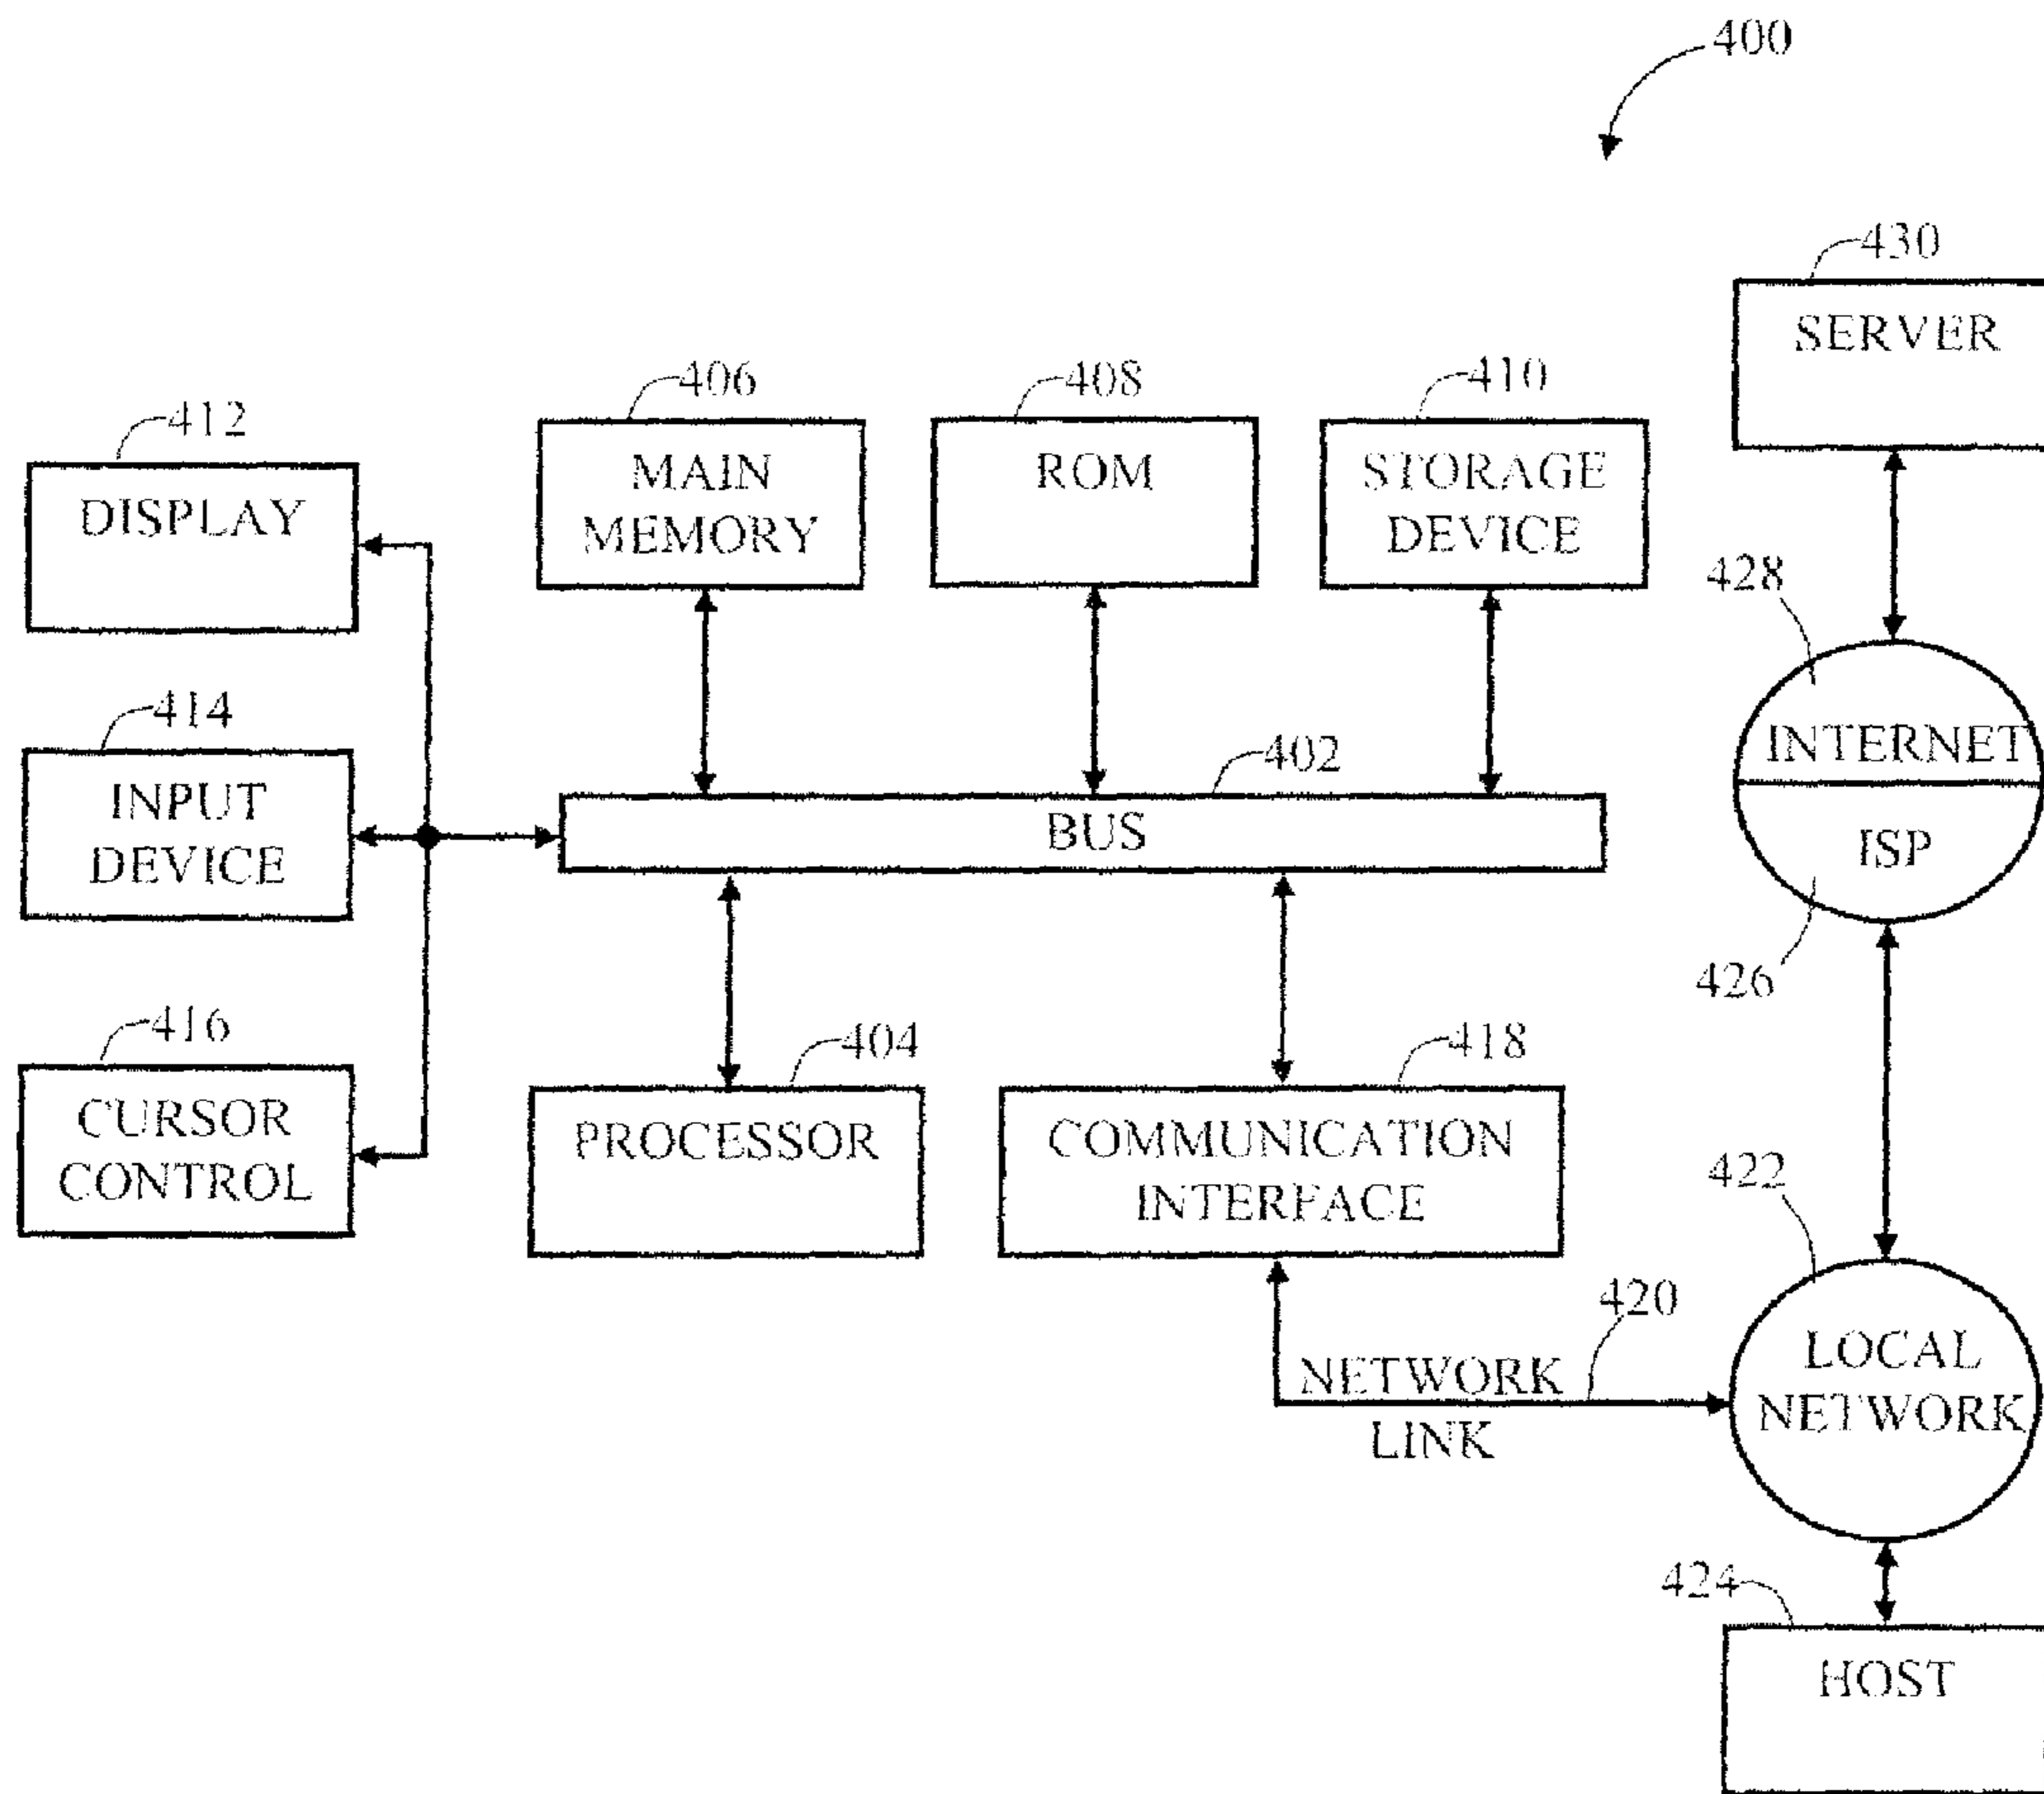 400
430
SERVER
406
408
410
412
MAIN
MEMORY
ROM
STORAGE
DEVICE
DISPLAY
428
414
402
INTERNET
INPUT
DEVICE
BUS
ISP
426
416
404
418
CURSOR
CONTROL
PROCESSOR
COMMUNICATION
INTERFACE
422
420
NETWORK
LINK
LOCAL
NETWORK
424
HOST